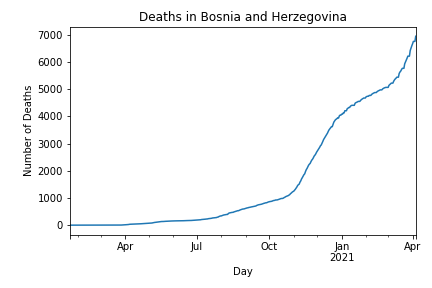 Deaths in Bosnia and Herzegovina
Number of Deaths
7000
6000
5000
4000
3000
2000
1000
0
Apr Jul Oct Jan Apr
2021
Day